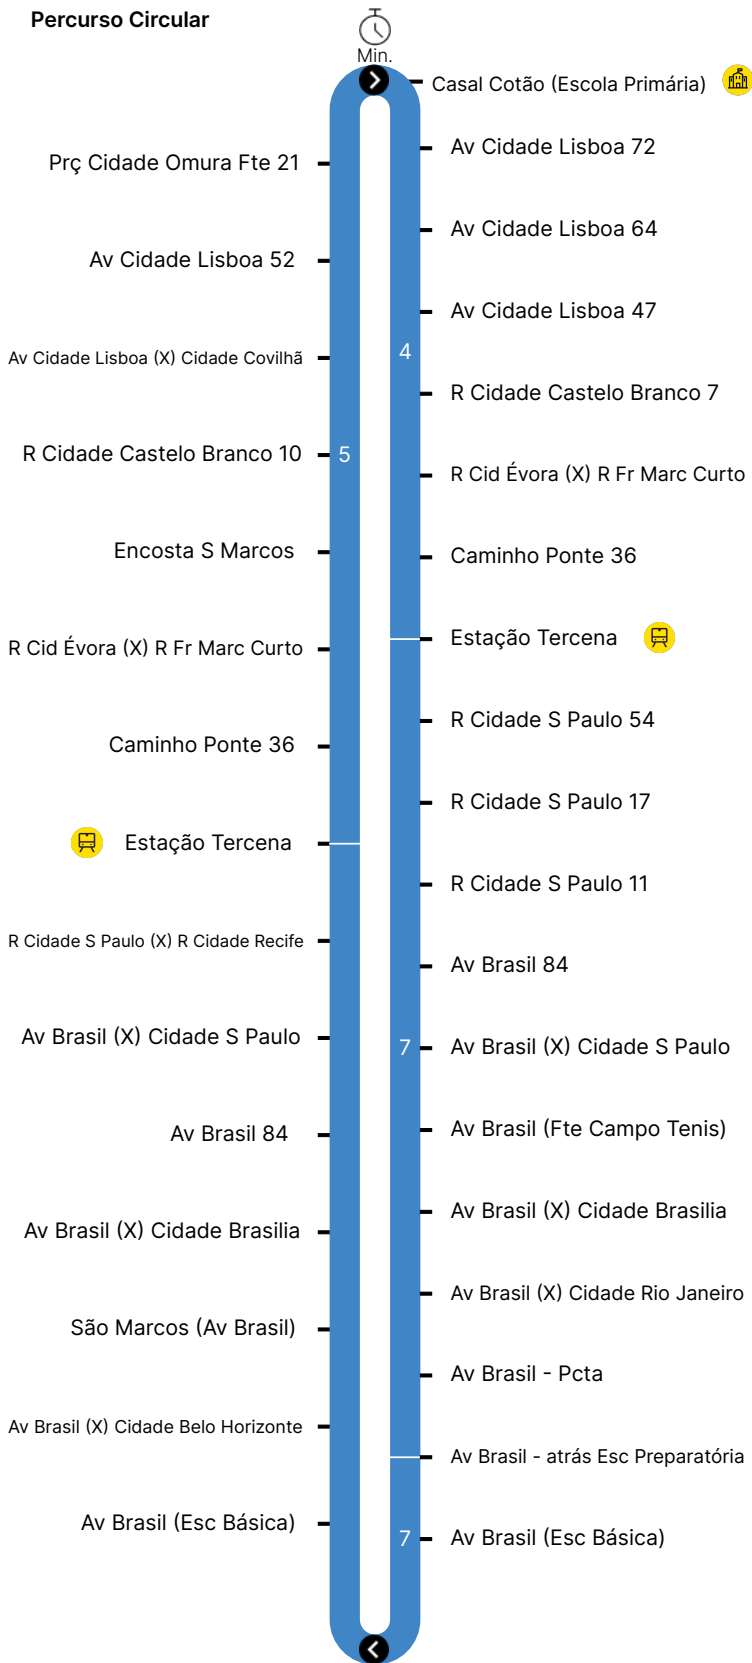 Percurso Circular
Min.
Casal Cotão (Escola Primária)
Av Cidade Lisboa 72
Prç Cidade Omura Fte 21
Av Cidade Lisboa 64
Av Cidade Lisboa 52
Av Cidade Lisboa 47
4
Av Cidade Lisboa (X) Cidade Covilhã
R Cidade Castelo Branco 7
R Cidade Castelo Branco 10
5
R Cid Évora (X) R Fr Marc Curto
Encosta S Marcos
Caminho Ponte 36
R Cid Évora (X) R Fr Marc Curto
Estação Tercena
R Cidade S Paulo 54
Caminho Ponte 36
R Cidade S Paulo 17
Estação Tercena
R Cidade S Paulo 11
R Cidade S Paulo (X) R Cidade Recife
Av Brasil 84
Av Brasil (X) Cidade S Paulo
7
Av Brasil (X) Cidade S Paulo
Av Brasil 84
Av Brasil (Fte Campo Tenis)
Av Brasil (X) Cidade Brasilia
Av Brasil (X) Cidade Brasilia
Av Brasil (X) Cidade Rio Janeiro
São Marcos (Av Brasil)
Av Brasil - Pcta
Av Brasil (X) Cidade Belo Horizonte
Av Brasil - atrás Esc Preparatória
Av Brasil (Esc Básica)
7
Av Brasil (Esc Básica)